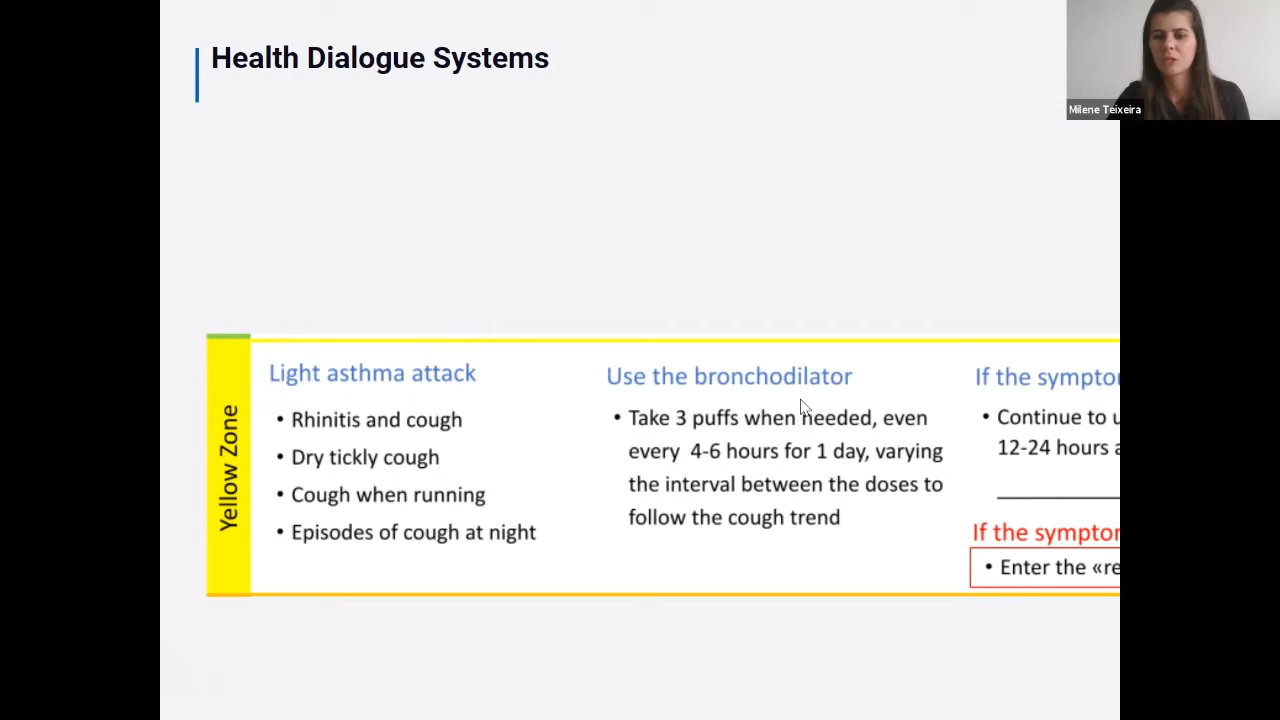 Health Dialogue Systems
Milene Teixeira
Yellow Zone
Light asthma attack
• Rhinitis and cough
• Dry tickly cough
• Cough when running
• Episodes of cough at night
Use the bronchodilator
• Take 3 puffs when needed, even
every 4-6 hours for 1 day, varying
the interval between the doses to
follow the cough trend
If the
• Continue to
12-24 hours
If the
• Enter the